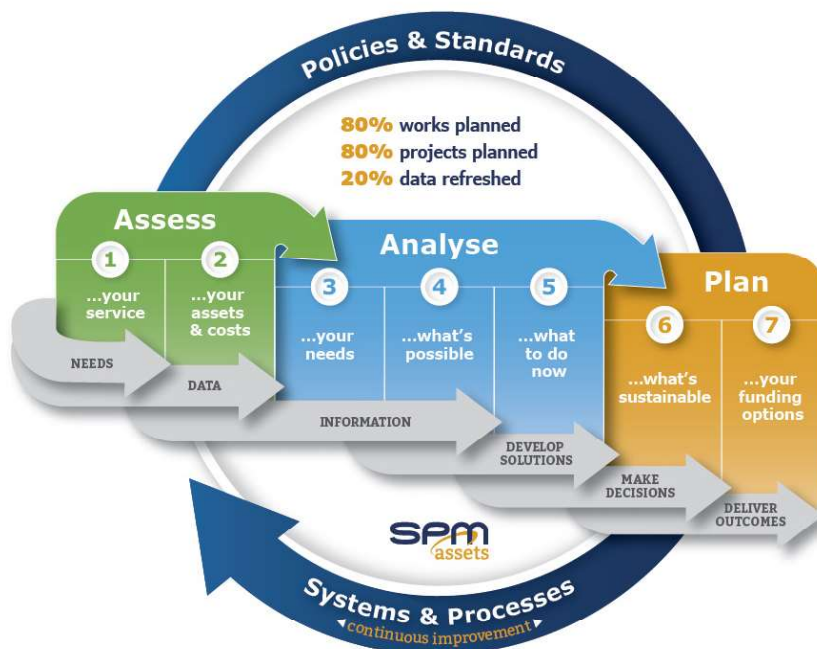 Policies & Standards
80% works planned
80% projects planned
20% data refreshed
Assess
1
...your
service
2
...your
assets
& costs
Analyse
3
...your
needs
4
...what's
possible
5
...what
to do
now
Plan
6
...what's
sustainable
7
...your
funding
options
NEEDS
DATA
INFORMATION
DEVELOP
SOLUTIONS
MAKE
DECISIONS
DELIVER
OUTCOMES
SPM
assets
Systems & Processes
continuous improvement